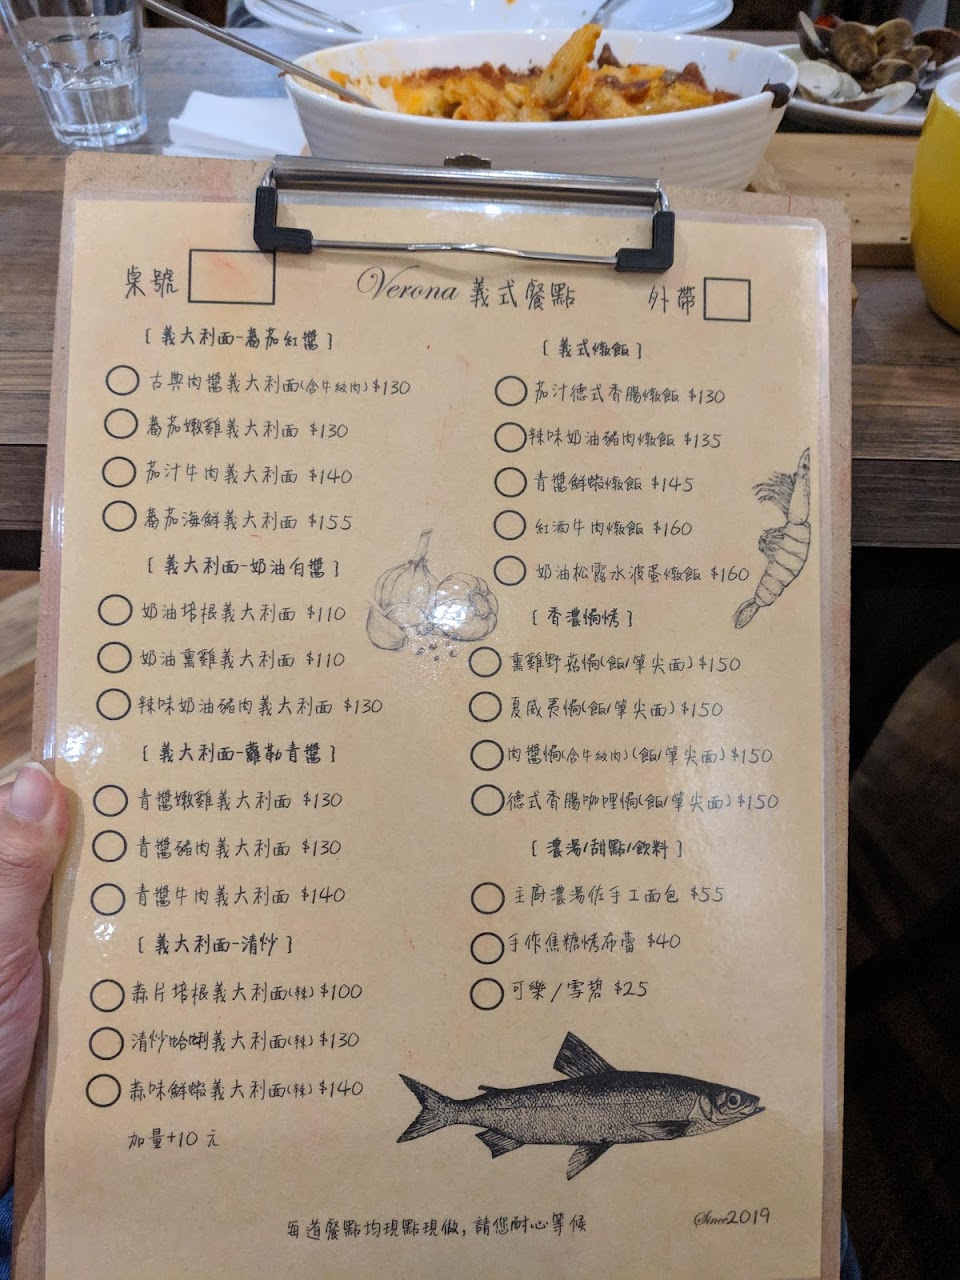 桌號
Verona 義式餐點
外帶
[ 義大利面-蕃茄紅醬 ]
古典肉醬義大利面(含牛絞肉)$130
蕃茄嫩雞義大利面 $130
茄汁牛肉義大利面 $140
蕃茄海鮮義大利面 $155
[ 義大利面-奶油白醬 ]
奶油培根義大利面 $110
奶油熏雞義大利面 $110
辣味奶油豬肉義大利面 $130
[ 義大利面-蘿勒青醬 ]
青醬嫩雞義大利面 $130
青醬豬肉義大利面 $130
青醬牛肉義大利面 $140
[ 義大利面-清炒 ]
蒜片培根義大利面(辣) $100
清炒蛤蜊義大利面(辣) $130
蒜味鮮蝦義大利面(辣) $140
加量+10 元
[ 義式燉飯 ]
茄汁德式香腸燉飯 $130
辣味奶油豬肉燉飯 $135
青醬鮮蝦燉飯 $145
紅酒牛肉燉飯 $160
奶油松露水波蛋燉飯 $160
[ 香濃焗烤 ]
熏雞野菇焗(飯/筆尖面) $150
夏威夷焗(飯/筆尖面) $150
肉醬焗(含牛絞肉)(飯/筆尖面) $150
德式香腸咖哩焗(飯/筆尖面) $150
[ 濃湯/甜點/飲料 ]
主廚濃湯佐手工面包 $55
手作焦糖烤布蕾 $40
可樂/雪碧 $25
每道餐點均現點現做, 請您耐心等候
Since2019